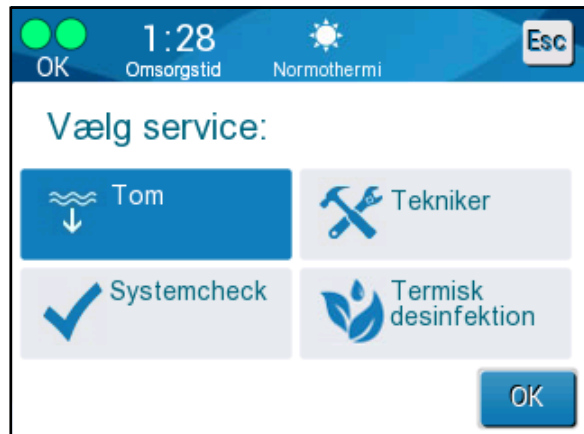 1:28
Esc
OK
Omsorgstid
Normothermi
Vælg service:
Tom
Tekniker
Systemcheck
Termisk
desinfektion
OK